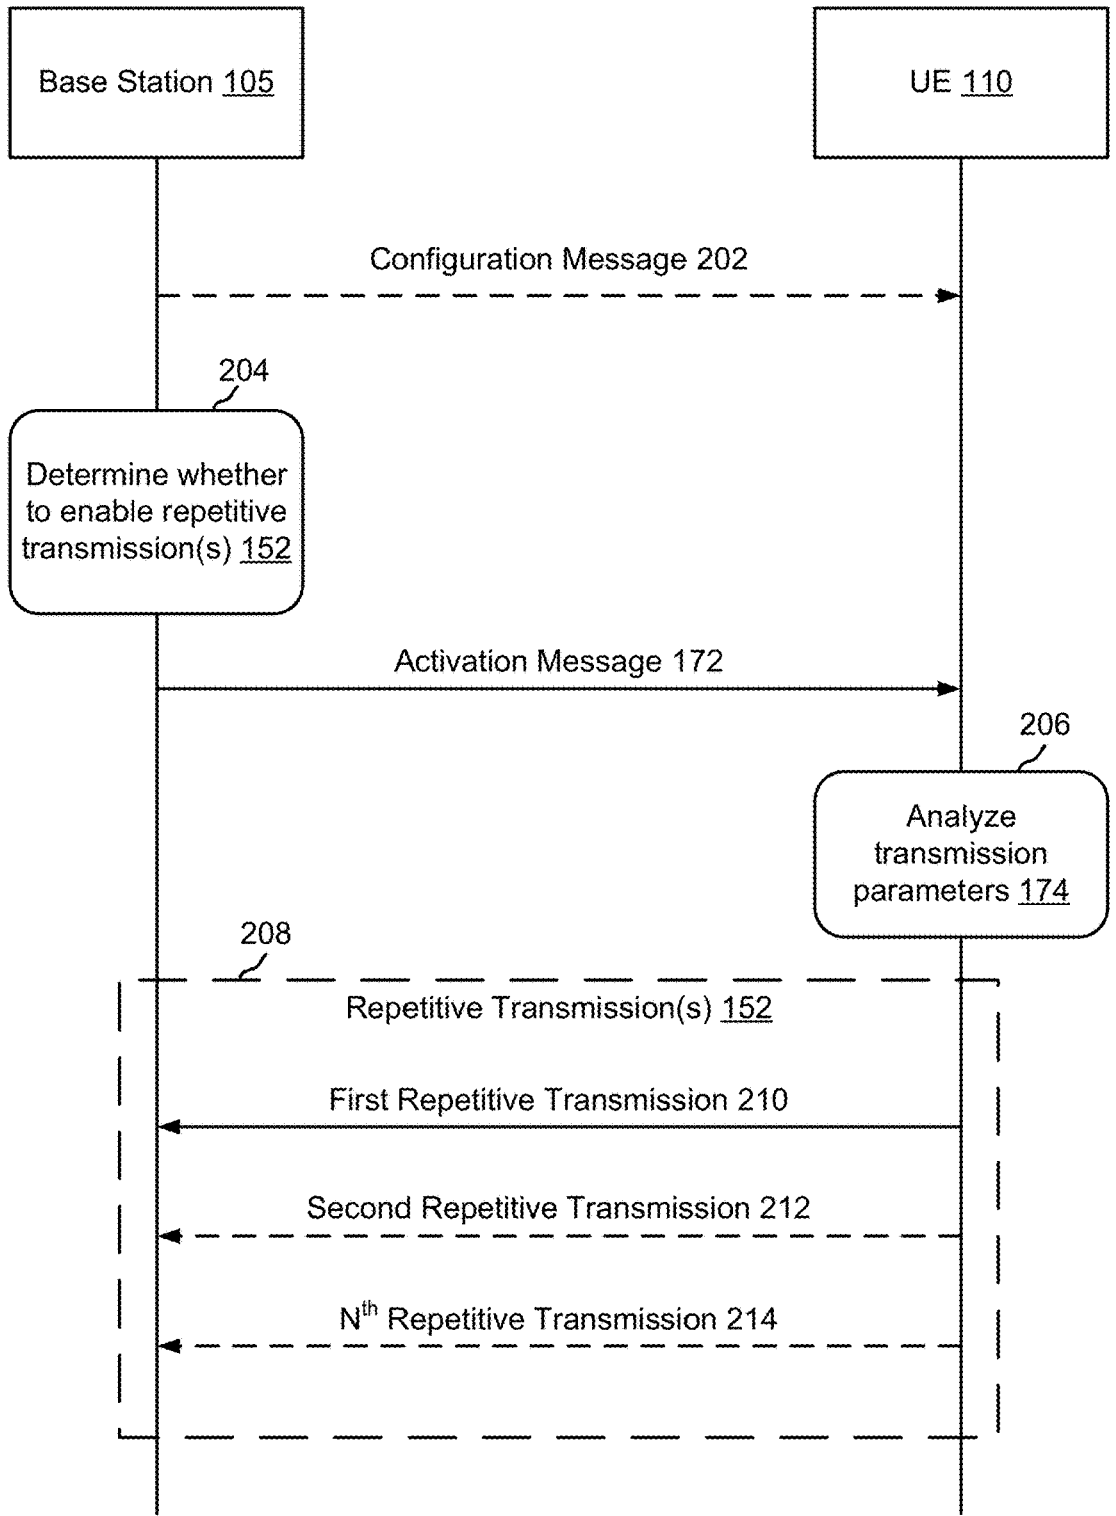 Base Station 105
UE 110
Configuration Message 202
204
Determine whether
to enable repetitive
transmission(s) 152
Activation Message 172
206
Analyze
transmission
parameters 174
208
Repetitive Transmission(s) 152
First Repetitive Transmission 210
Second Repetitive Transmission 212
Nth Repetitive Transmission 214